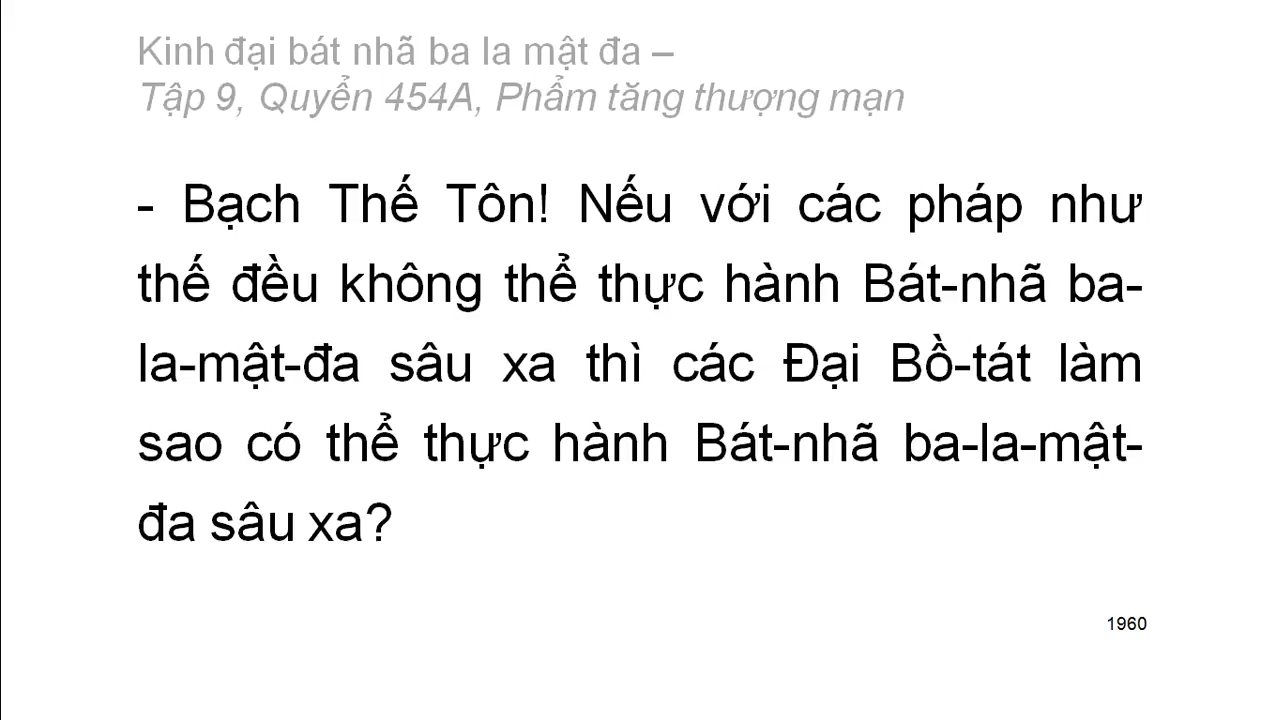 Kinh đại bát nhã ba la mật đa –
Tập 9, Quyển 454A, Phẩm tăng thượng mạn
- Bạch Thế Tôn! Nếu với các pháp như
thế đều không thể thực hành Bát-nhã ba-
la-mật-đa sâu xa thì các Đại Bồ-tát làm
sao có thể thực hành Bát-nhã ba-la-mật-
đa sâu xa?
1960